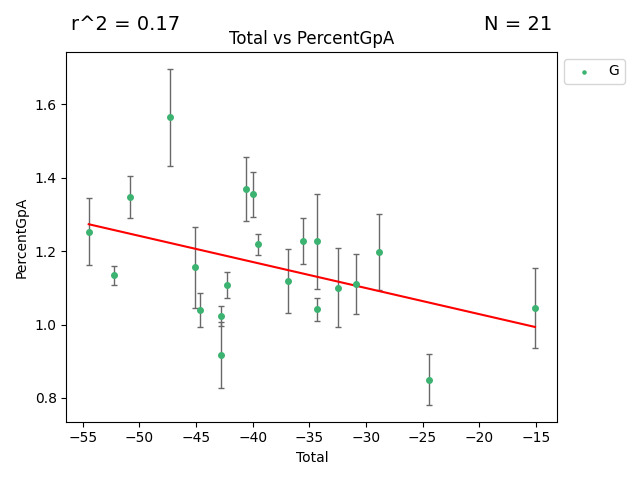 r^2 = 0.17
N = 21
Total vs PercentGpA
G
PercentGpA
1.6
1.4
1.2
1.0
0.8
−55
−50
−45
−40
−35
−30
−25
−20
−15
Total